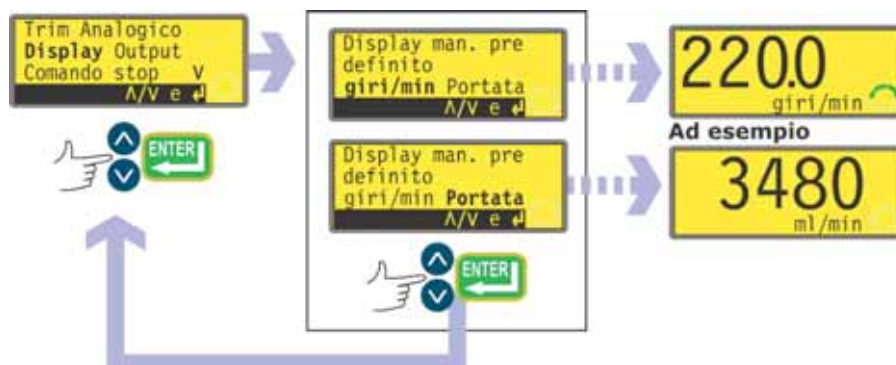 Trim Analogico
Display Output
Comando stop V
Λ/V e ↲
ENTER
Display man. pre
definito
giri/min Portata
Λ/V e ↲
Display man. pre
definito
giri/min Portata
Λ/V e ↲
ENTER
220.0
giri/min
Ad esempio
3480
ml/min